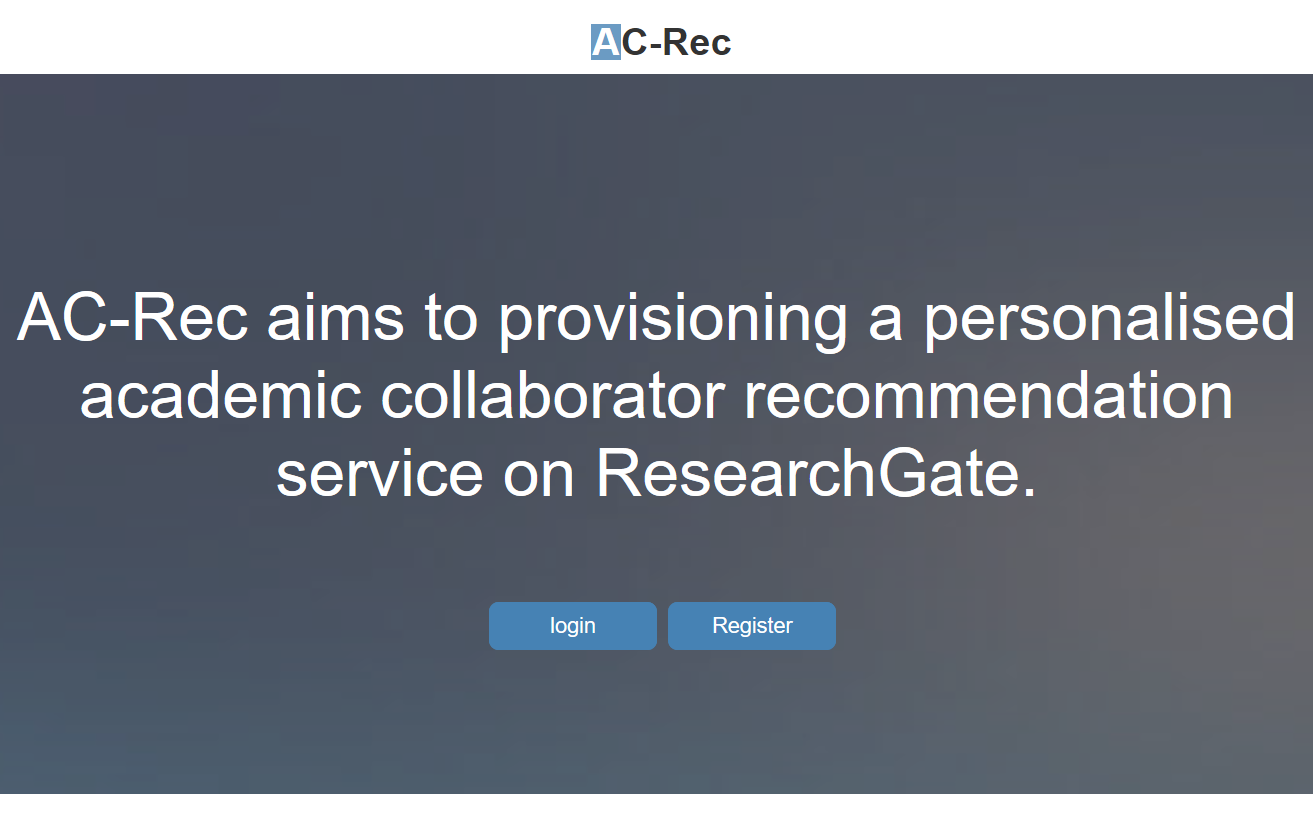 AC-Rec
AC-Rec aims to provisioning a personalised
academic collaborator recommendation
service on ResearchGate.
login
Register